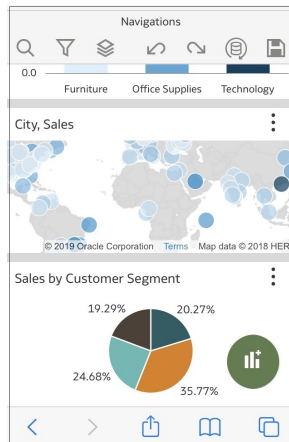 Navigations
0.0
Furniture Office Supplies Technology
City, Sales
© 2019 Oracle Corporation Terms Map data © 2018 HER
Sales by Customer Segment
19.29% 20.27%
24.68%
35.77%